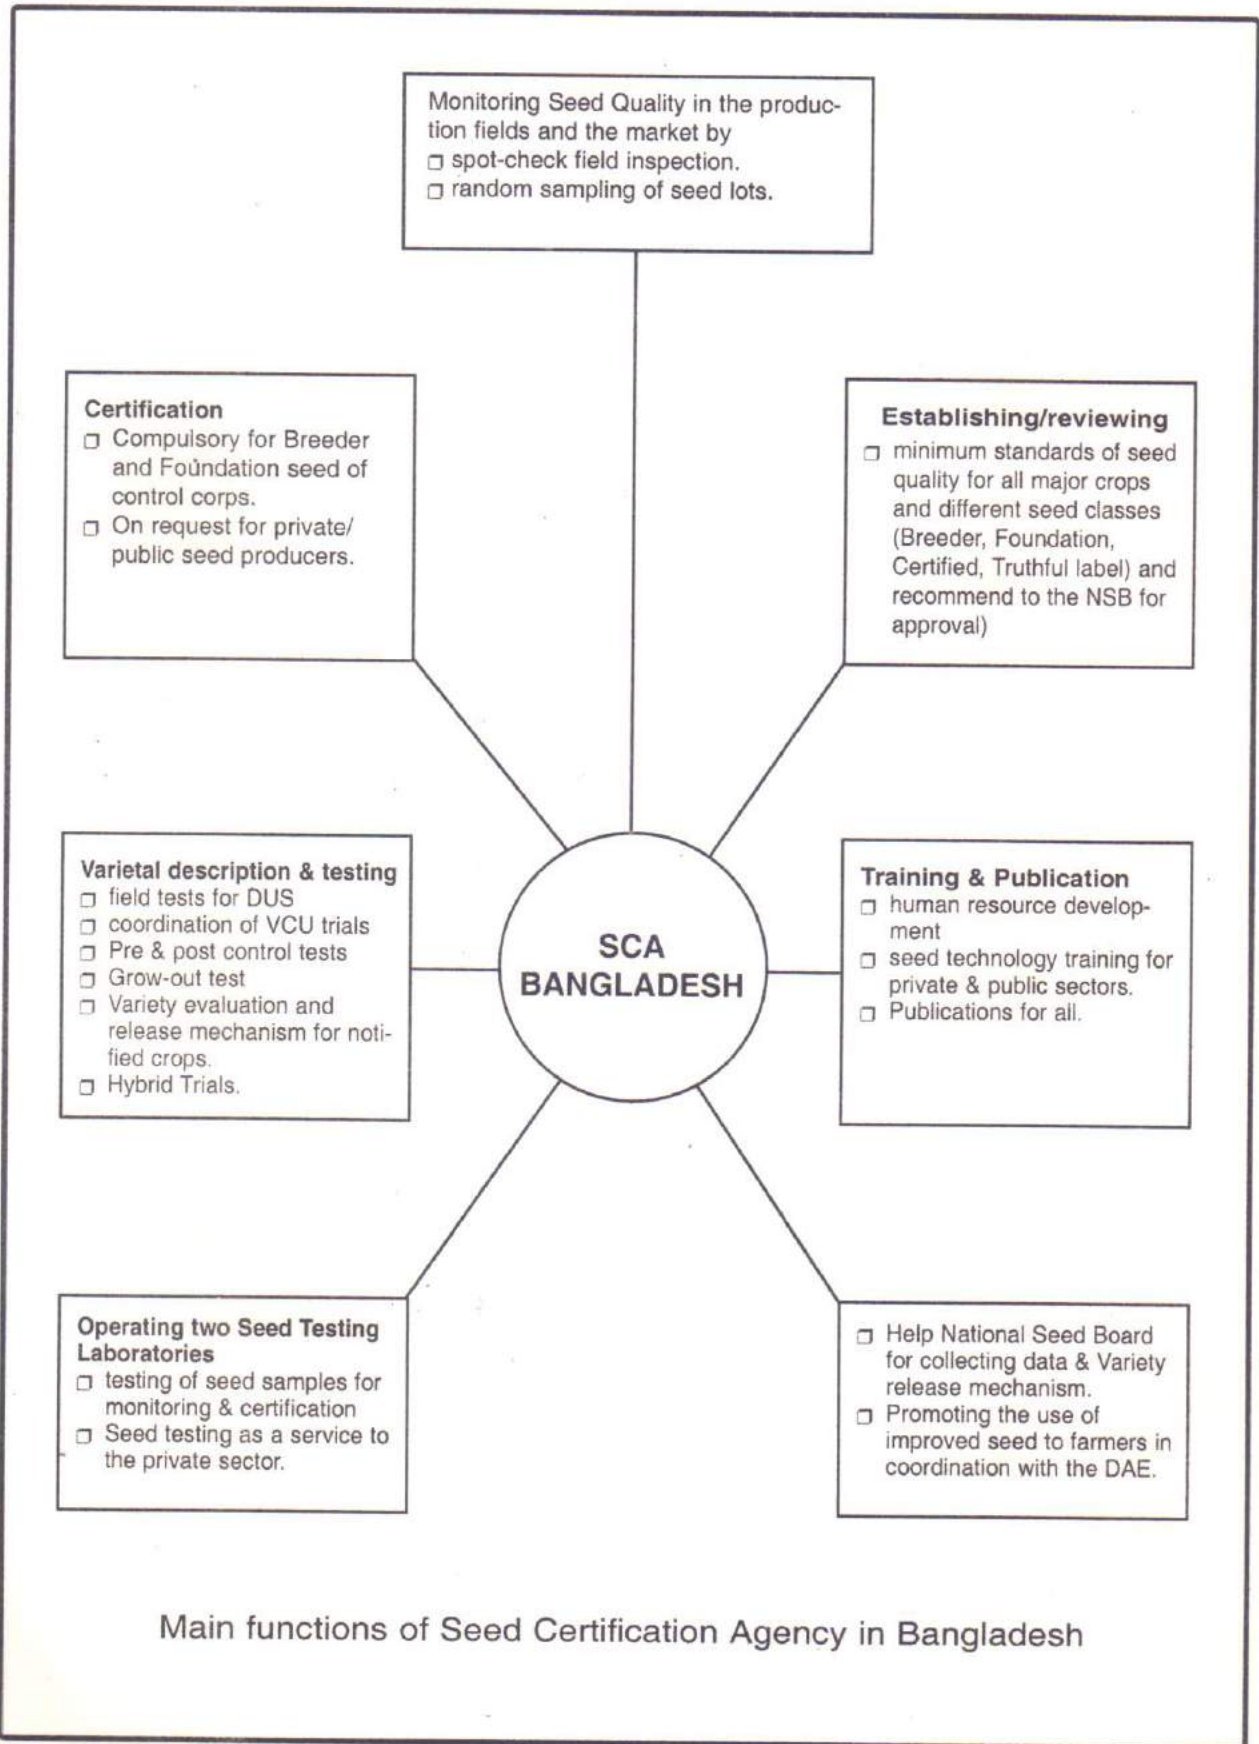 Monitoring Seed Quality in the produc-
tion fields and the market by
❐ spot-check field inspection.
❐ random sampling of seed lots.
Certification
❐ Compulsory for Breeder
and Foundation seed of
control corps.
❐ On request for private/
public seed producers.
Establishing/reviewing
❐ minimum standards of seed
quality for all major crops
and different seed classes
(Breeder, Foundation,
Certified, Truthful label) and
recommend to the NSB for
approval)
Varietal description & testing
❐ field tests for DUS
❐ coordination of VCU trials
❐ Pre & post control tests
❐ Grow-out test
❐ Variety evaluation and
release mechanism for noti-
fied crops.
❐ Hybrid Trials.
SCA
BANGLADESH
Training & Publication
❐ human resource develop-
ment
❐ seed technology training for
private & public sectors.
❐ Publications for all.
Operating two Seed Testing
Laboratories
❐ testing of seed samples for
monitoring & certification
❐ Seed testing as a service to
the private sector.
❐ Help National Seed Board
for collecting data & Variety
release mechanism.
❐ Promoting the use of
improved seed to farmers in
coordination with the DAE.
Main functions of Seed Certification Agency in Bangladesh